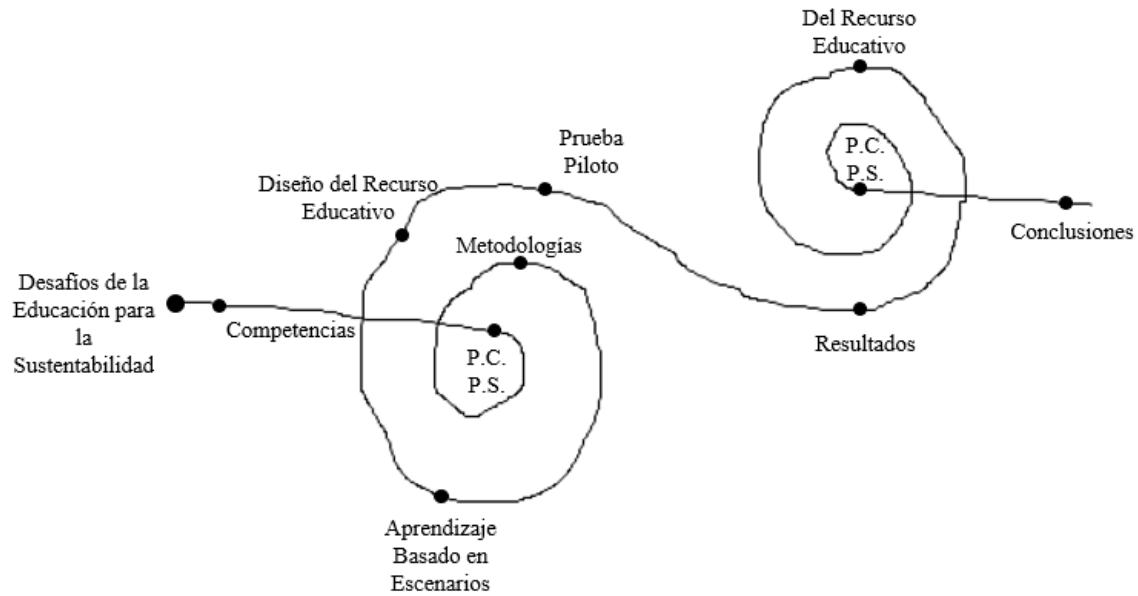 Desafíos de la
Educación para
la
Sustentabilidad
Competencias
P.C.
P.S.
Metodologías
Aprendizaje
Basado en
Escenarios
Diseño del Recurso
Educativo
Prueba
Piloto
Resultados
Del Recurso
Educativo
P.C.
P.S.
Conclusiones